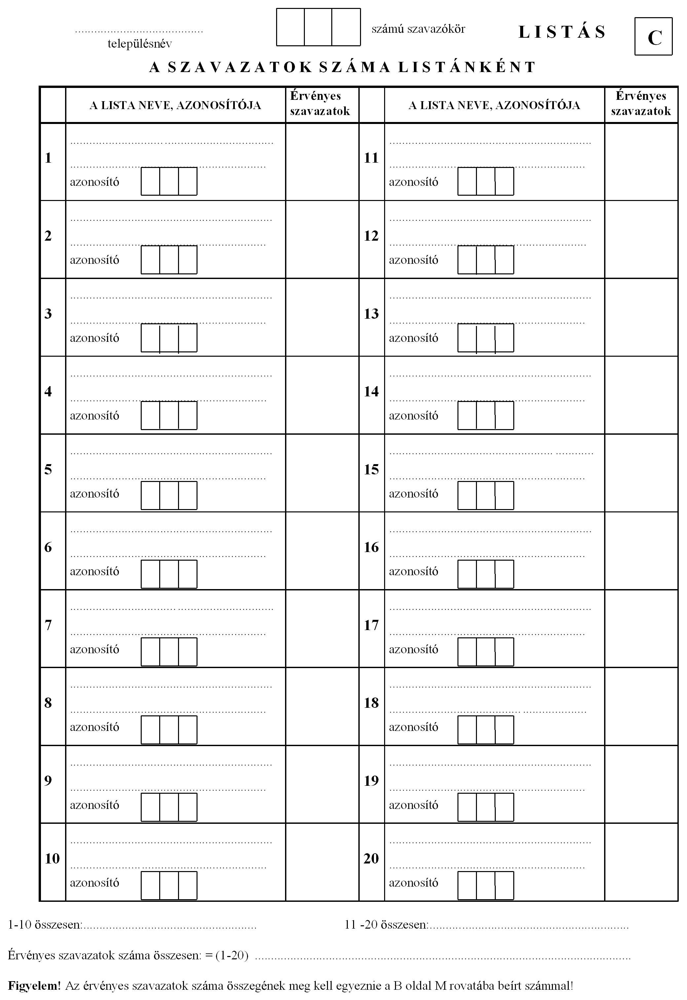 településnév
számú szavazókör
L I S T Á S
C
A S Z A V A Z A T O K S Z Á M A L I S T Á N K É N T
A LISTA NEVE, AZONOSÍTÓJA
Érvényes
szavazatok
A LISTA NEVE, AZONOSÍTÓJA
Érvényes
szavazatok
1
azonosító
11
azonosító
2
azonosító
12
azonosító
3
azonosító
13
azonosító
4
azonosító
14
azonosító
5
azonosító
15
azonosító
6
azonosító
16
azonosító
7
azonosító
17
azonosító
8
azonosító
18
azonosító
9
azonosító
19
azonosító
10
azonosító
20
azonosító
1-10 összesen:
11 -20 összesen:
Érvényes szavazatok száma összesen: = (1-20)
Figyelem! Az érvényes szavazatok száma összegének meg kell egyeznie a B oldal M rovatába beírt számmal!